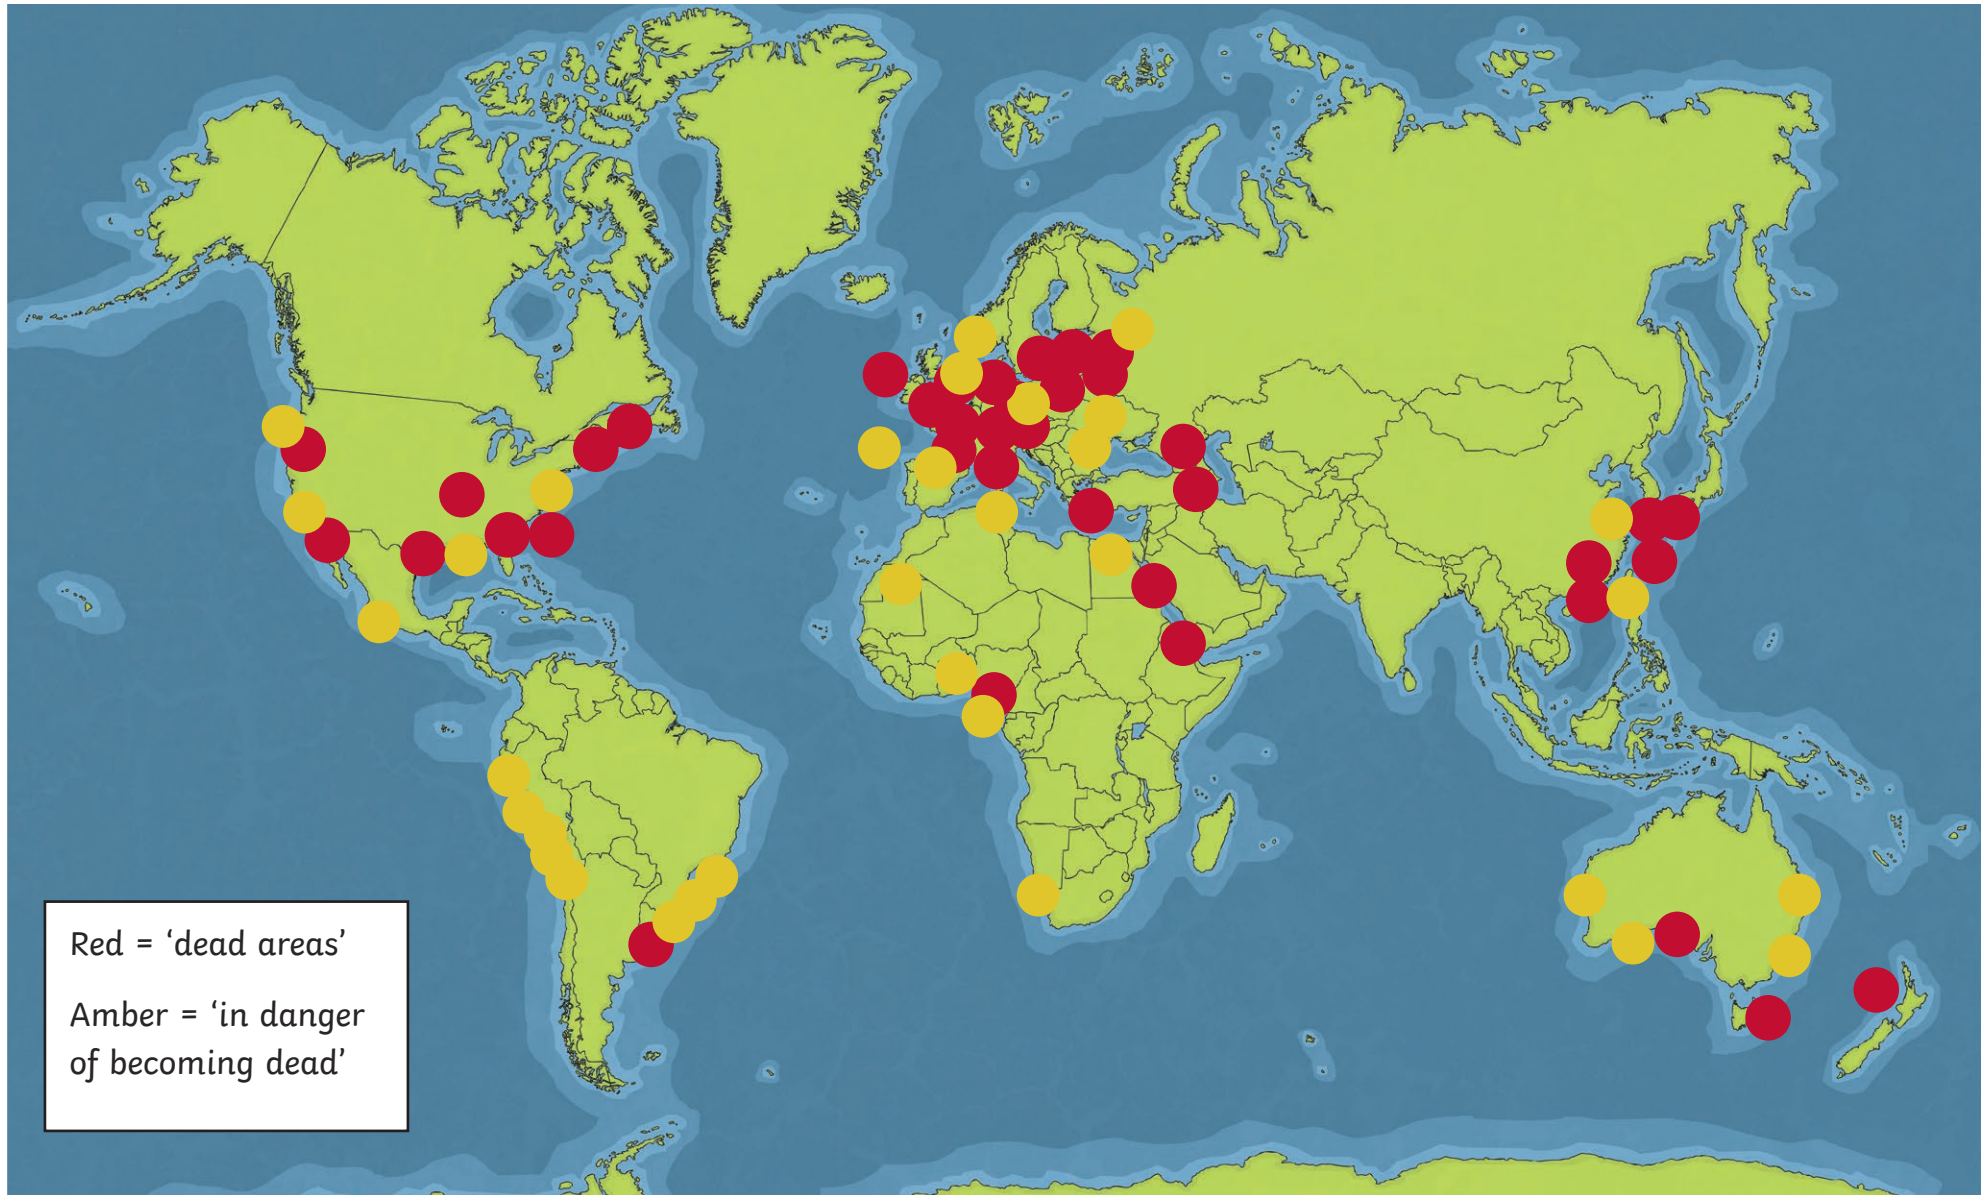 Red = ‘dead areas’
Amber = ‘in danger
of becoming dead’